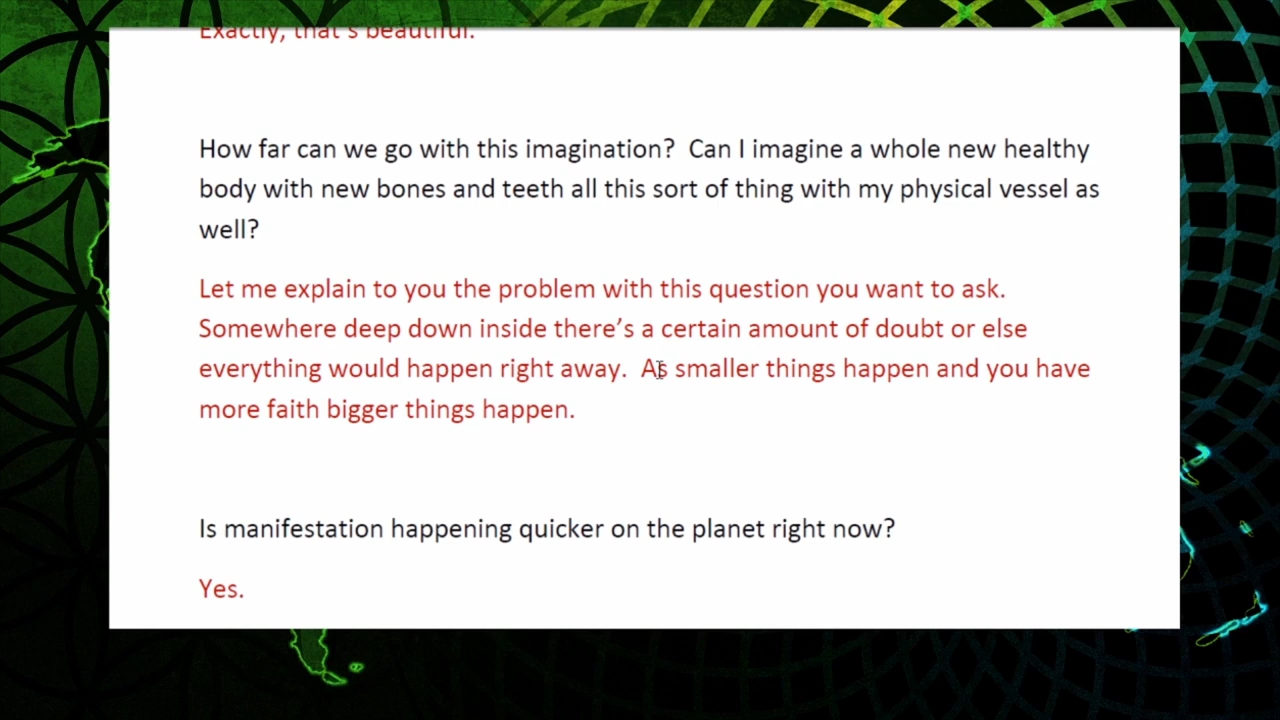 Exactly, that's beautiful.
How far can we go with this imagination?  Can I imagine a whole new healthy
body with new bones and teeth all this sort of thing with my physical vessel as
well?
Let me explain to you the problem with this question you want to ask.
Somewhere deep down inside there’s a certain amount of doubt or else
everything would happen right away.  As smaller things happen and you have
more faith bigger things happen.
Is manifestation happening quicker on the planet right now?
Yes.